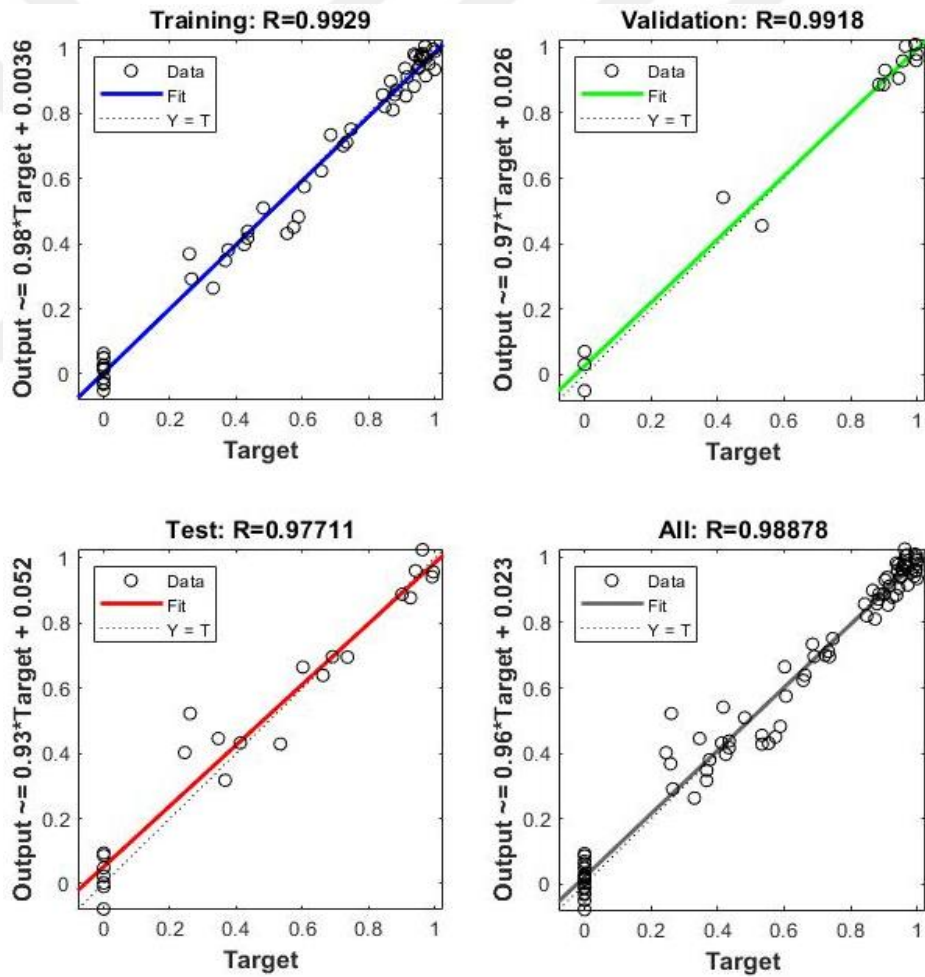 Training: R=0.9929
Output ~= 0.98*Target + 0.0036
1
0.8
0.6
0.4
0.2
0
Data
Fit
Y = T
0
0.2
0.4
0.6
0.8
1
Target
Validation: R=0.9918
Output ~= 0.97*Target + 0.026
1
0.8
0.6
0.4
0.2
0
Data
Fit
Y = T
0
0.2
0.4
0.6
0.8
1
Target
Test: R=0.97711
Output ~= 0.93*Target + 0.052
1
0.8
0.6
0.4
0.2
0
Data
Fit
Y = T
0
0.2
0.4
0.6
0.8
1
Target
All: R=0.98878
Output ~= 0.96*Target + 0.023
1
0.8
0.6
0.4
0.2
0
Data
Fit
Y = T
0
0.2
0.4
0.6
0.8
1
Target